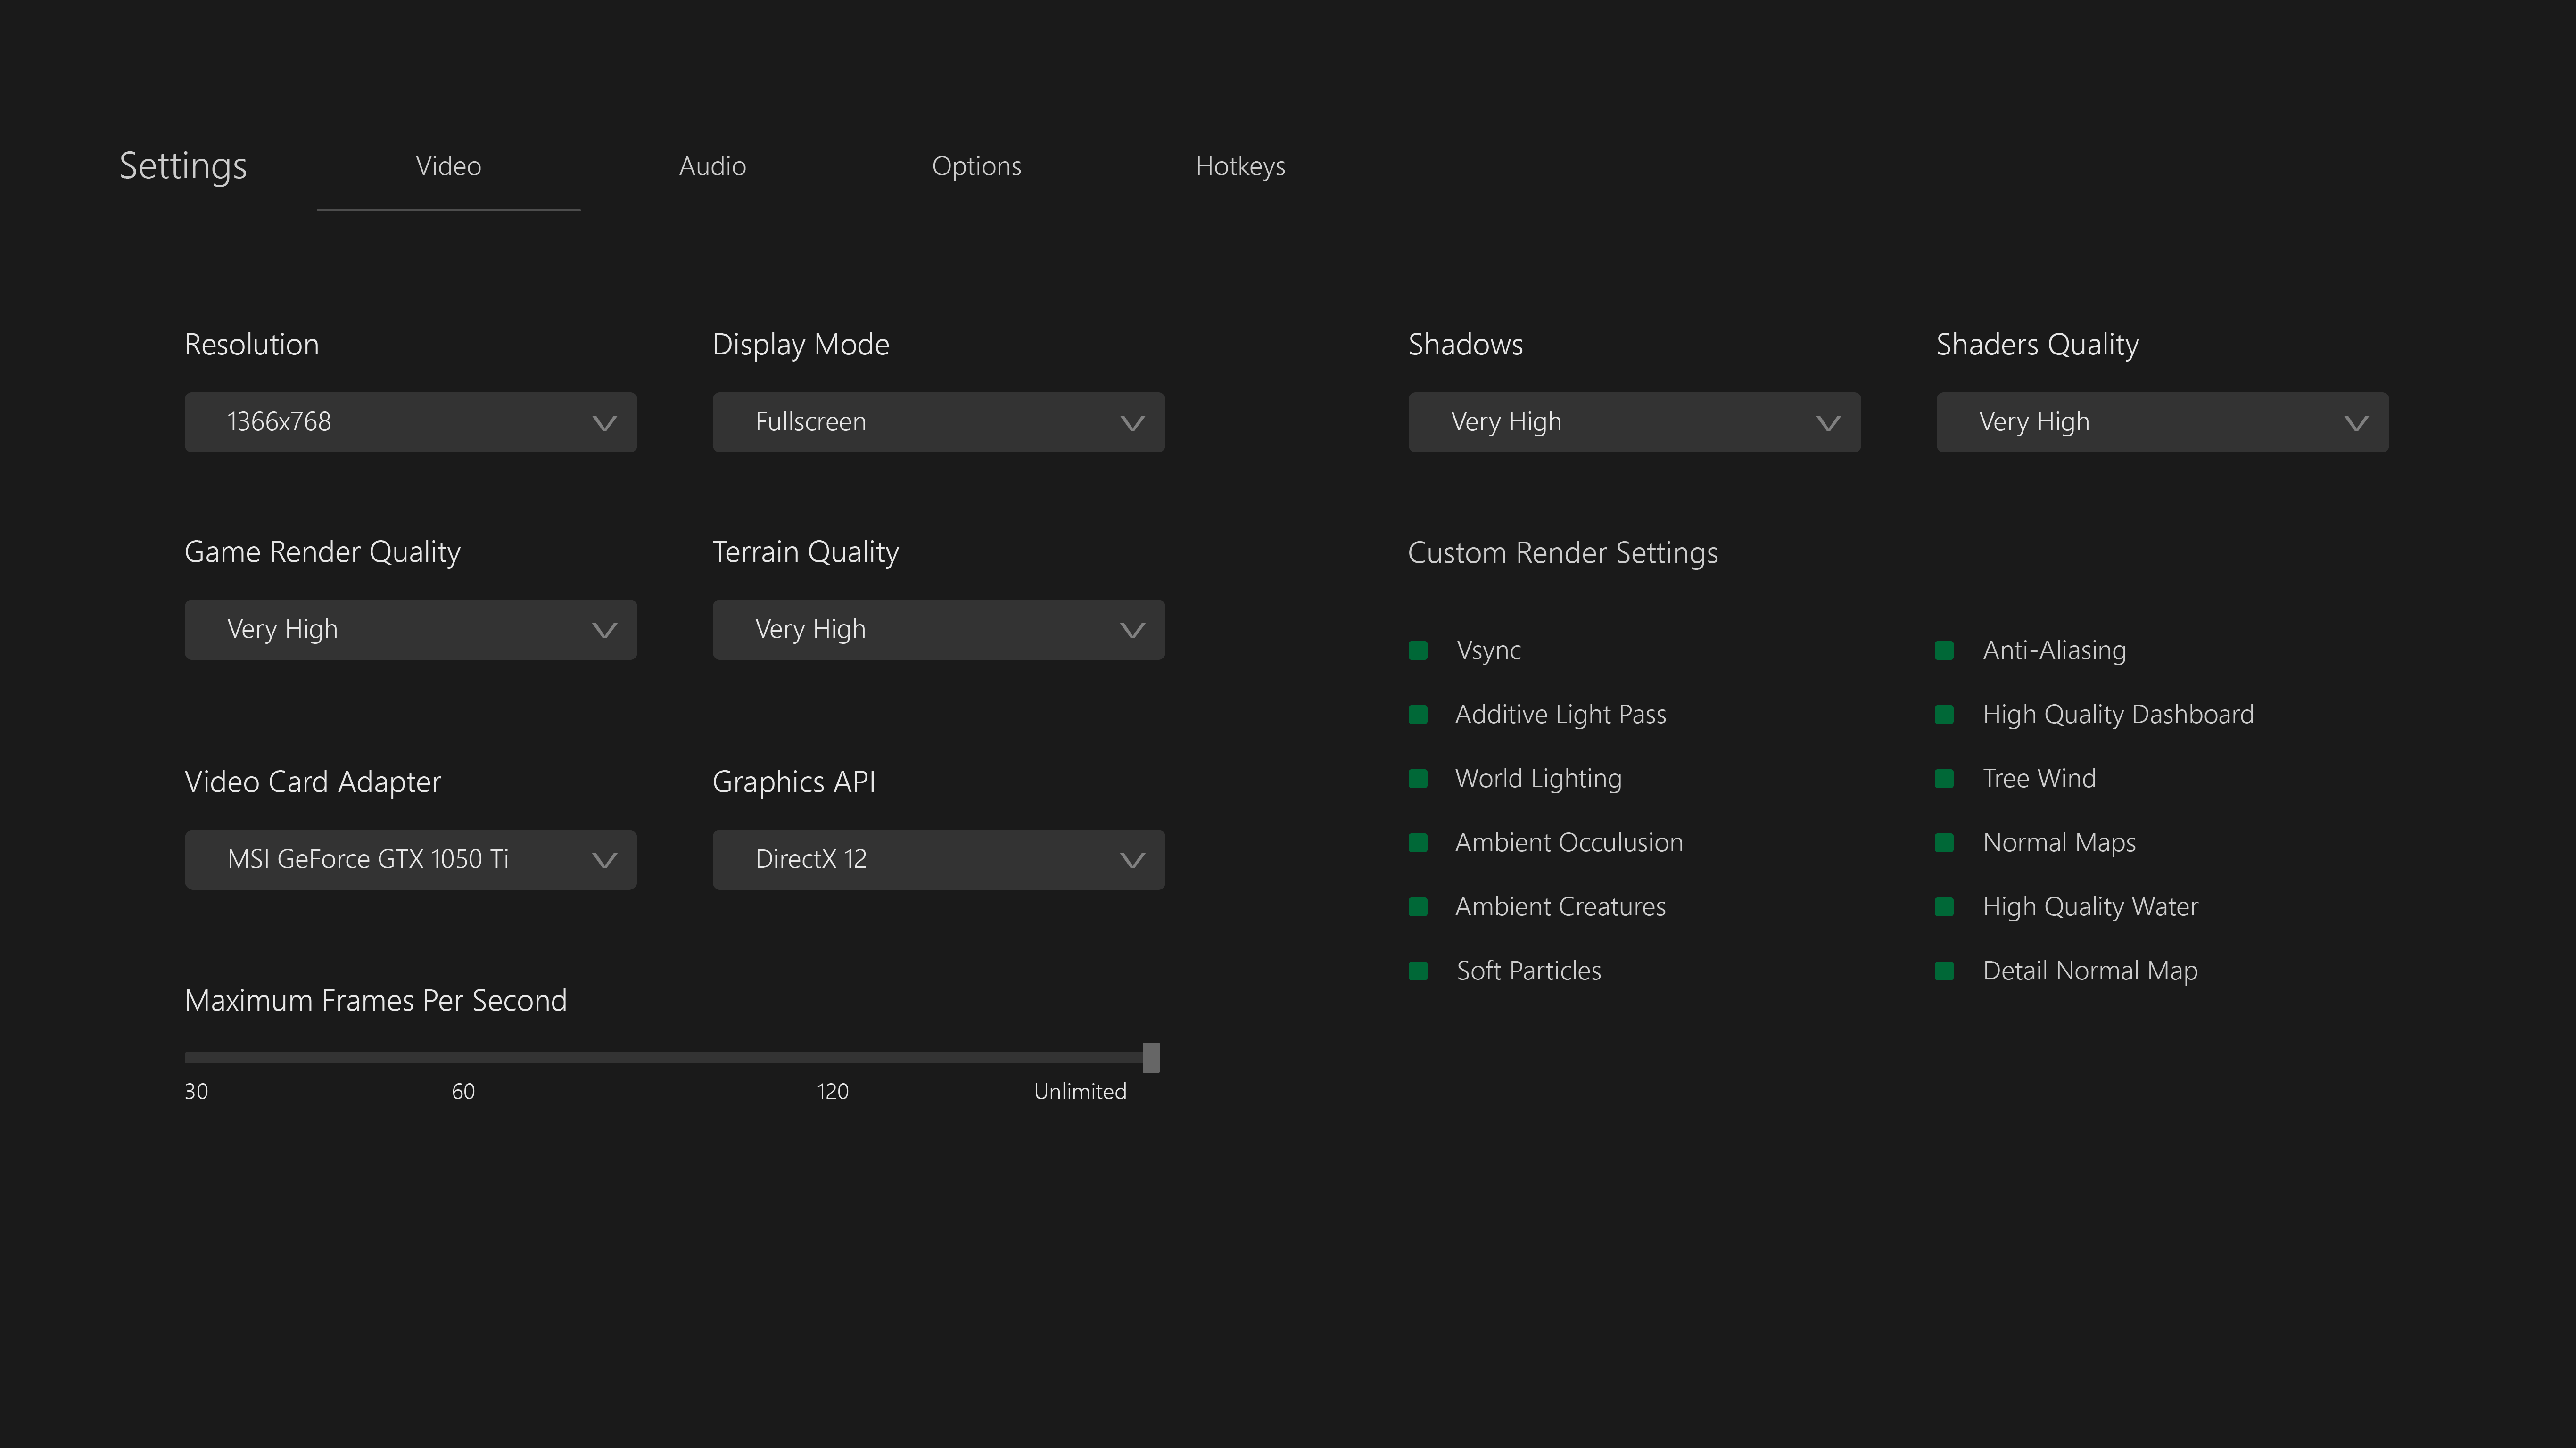 Settings
Video
Audio
Options
Hotkeys
Resolution
Display Mode
1366x768
Fullscreen
Game Render Quality
Terrain Quality
Very High
Very High
Video Card Adapter
Graphics API
MSI GeForce GTX 1050 Ti
DirectX 12
Maximum Frames Per Second
30
60
120
Unlimited
Shadows
Shaders Quality
Very High
Very High
Custom Render Settings
Vsync
Anti-Aliasing
Additive Light Pass
High Quality Dashboard
World Lighting
Tree Wind
Ambient Occulusion
Normal Maps
Ambient Creatures
High Quality Water
Soft Particles
Detail Normal Map